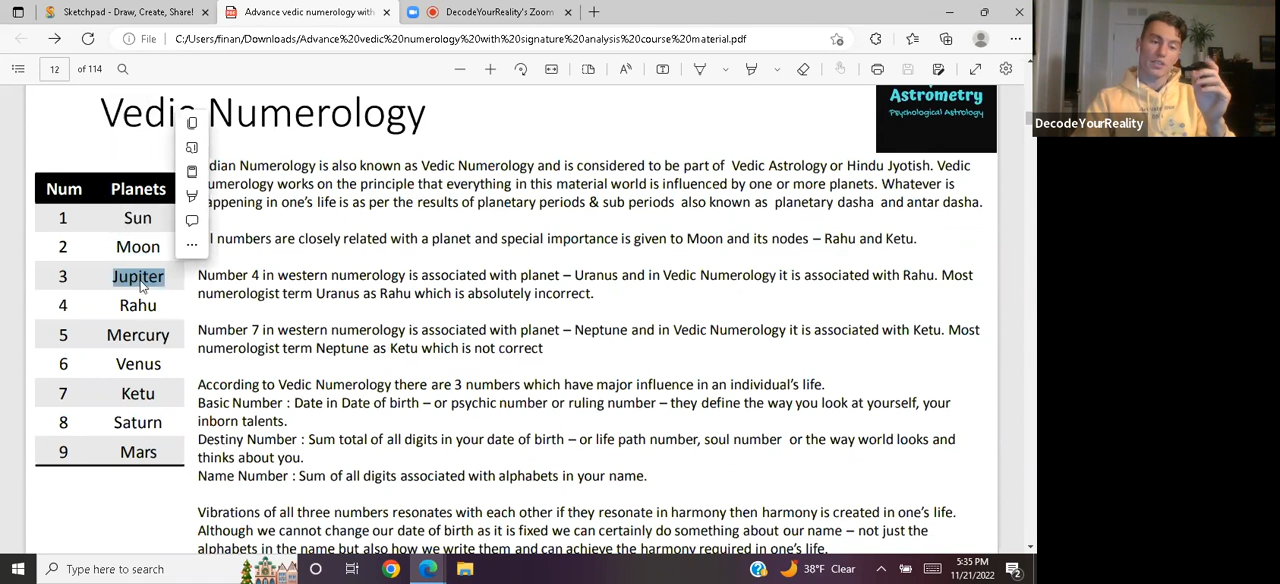 Sketchpad - Draw, Create, Share!
Advance vedic numerology with
DecodeYourReality's Zoom
File
C:/Users/finan/Downloads/Advance%20vedic%20numerology%20with%20signature%20analysis%20course%20material.pdf
12 of 114
Vedic Numerology
Astrometry
Psychological Astrology
DecodeYourReality
Num Planets
1 Sun
2 Moon
3 Jupiter
4 Rahu
5 Mercury
6 Venus
7 Ketu
8 Saturn
9 Mars
dian Numerology is also known as Vedic Numerology and is considered to be part of Vedic Astrology or Hindu Jyotish. Vedic
umerology works on the principle that everything in this material world is influenced by one or more planets. Whatever is
appening in one's life is as per the results of planetary periods & sub periods also known as planetary dasha and antar dasha.
l numbers are closely related with a planet and special importance is given to Moon and its nodes – Rahu and Ketu.
Number 4 in western numerology is associated with planet – Uranus and in Vedic Numerology it is associated with Rahu. Most
numerologist term Uranus as Rahu which is absolutely incorrect.
Number 7 in western numerology is associated with planet – Neptune and in Vedic Numerology it is associated with Ketu. Most
numerologist term Neptune as Ketu which is not correct
According to Vedic Numerology there are 3 numbers which have major influence in an individual's life.
Basic Number : Date in Date of birth – or psychic number or ruling number – they define the way you look at yourself, your
inborn talents.
Destiny Number : Sum total of all digits in your date of birth – or life path number, soul number or the way world looks and
thinks about you.
Name Number : Sum of all digits associated with alphabets in your name.
Vibrations of all three numbers resonates with each other if they resonate in harmony then harmony is created in one's life.
Although we cannot change our date of birth as it is fixed we can certainly do something about our name – not just the
alphabets in the name but also how we write them and can achieve the harmony required in one's life.
Type here to search
38°F Clear
5:35 PM
11/21/2022
2